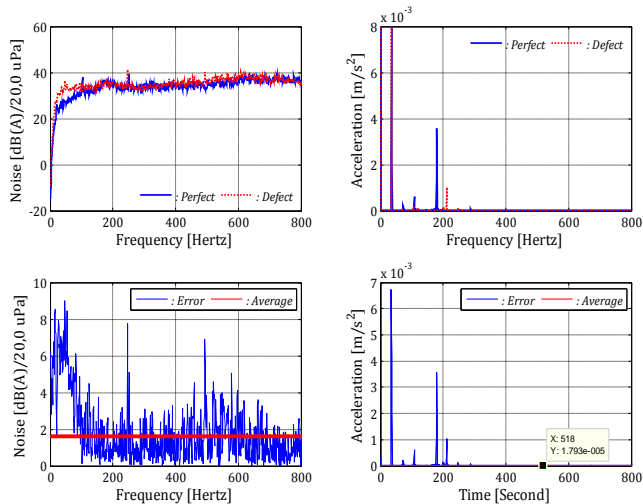 60
40
20
0
-20
0
200
400
600
800
Noise [dB(A)/20,0 uPa]
Frequency [Hertz]
: Perfect
: Defect
x 10⁻³
8
6
4
2
0
0
200
400
600
800
Acceleration [m/s²]
Frequency [Hertz]
: Perfect
: Defect
10
8
6
4
2
0
0
200
400
600
800
Noise [dB(A)/20,0 uPa]
Frequency [Hertz]
: Error
: Average
x 10⁻³
7
6
5
4
3
2
1
0
0
200
400
600
800
Acceleration [m/s²]
Time [Second]
: Error
: Average
X: 518
Y: 1.793e-005